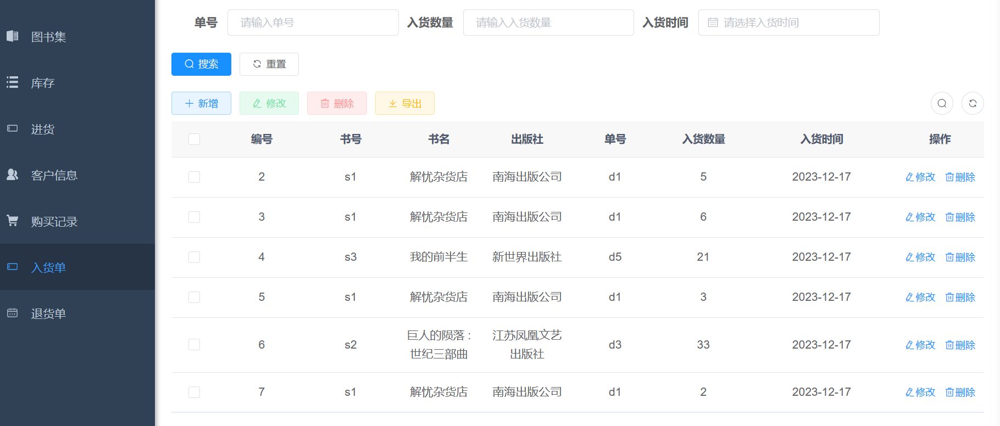 图书集
库存
进货
客户信息
购买记录
入货单
退货单
单号 请输入单号 入货数量 请输入入货数量 入货时间 请选择入货时间
搜索 重置
新增 修改 删除 导出
编号 书号 书名 出版社 单号 入货数量 入货时间 操作
2 s1 解忧杂货店 南海出版公司 d1 5 2023-12-17 修改 删除
3 s1 解忧杂货店 南海出版公司 d1 6 2023-12-17 修改 删除
4 s3 我的前半生 新世界出版社 d5 21 2023-12-17 修改 删除
5 s1 解忧杂货店 南海出版公司 d1 3 2023-12-17 修改 删除
巨人的陨落： 江苏凤凰文艺
6 s2 d3 33 2023-12-17 修改 删除
世纪三部曲 出版社
7 s1 解忧杂货店 南海出版公司 d1 2 2023-12-17 修改 删除